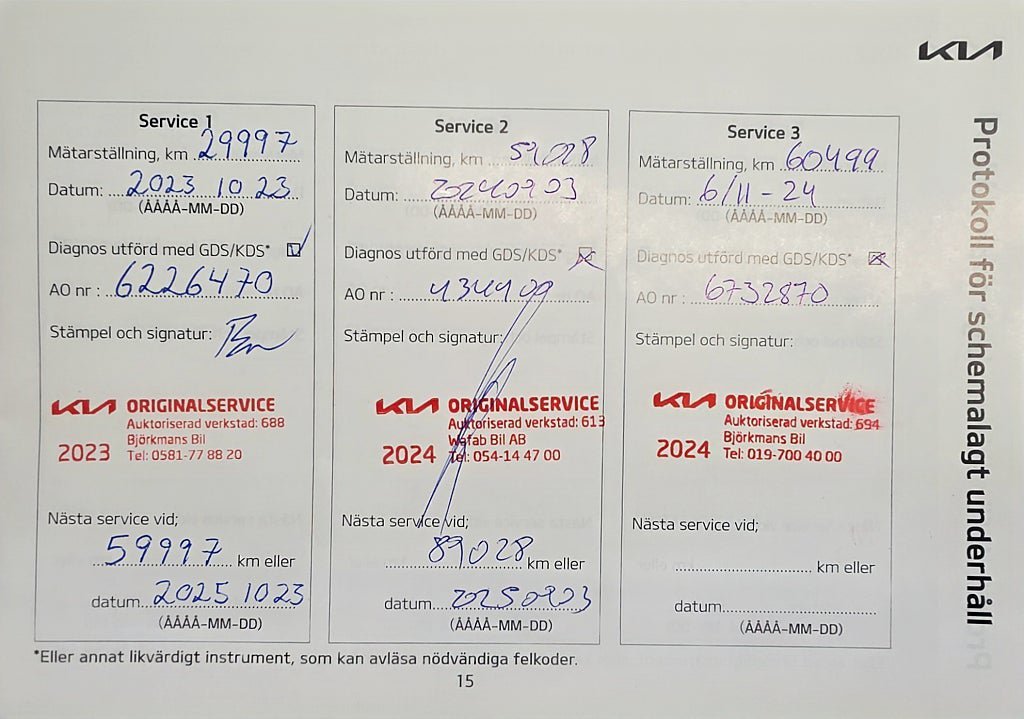 KIA
Protokoll för schemalagt underhåll
Service 1
Mätarställning, km 29997
Datum: 2023 10 23
(ÅÅÅÅ-MM-DD)
Diagnos utförd med GDS/KDS*
AO nr : 6226470
Stämpel och signatur:
KIA ORIGINALSERVICE
Auktoriserad verkstad: 688
Björkmans Bil
2023 Tel: 0581-77 88 20
Nästa service vid;
59997 km eller
datum 2025 10 23
(ÅÅÅÅ-MM-DD)
Service 2
Mätarställning, km 59028
Datum: 20240903
(ÅÅÅÅ-MM-DD)
Diagnos utförd med GDS/KDS*
AO nr : 434409
Stämpel och signatur:
KIA ORIGINALSERVICE
Auktoriserad verkstad: 613
Wafab Bil AB
2024 Tel: 054-14 47 00
Nästa service vid;
89028 km eller
datum 20250903
(ÅÅÅÅ-MM-DD)
Service 3
Mätarställning, km 60499
Datum: 6/11-24
(ÅÅÅÅ-MM-DD)
Diagnos utförd med GDS/KDS*
AO nr : 6732870
Stämpel och signatur:
KIA ORIGINALSERVICE
Auktoriserad verkstad: 694
Björkmans Bil
2024 Tel: 019-700 40 00
Nästa service vid;
km eller
datum
(ÅÅÅÅ-MM-DD)
*Eller annat likvärdigt instrument, som kan avläsa nödvändiga felkoder.
15